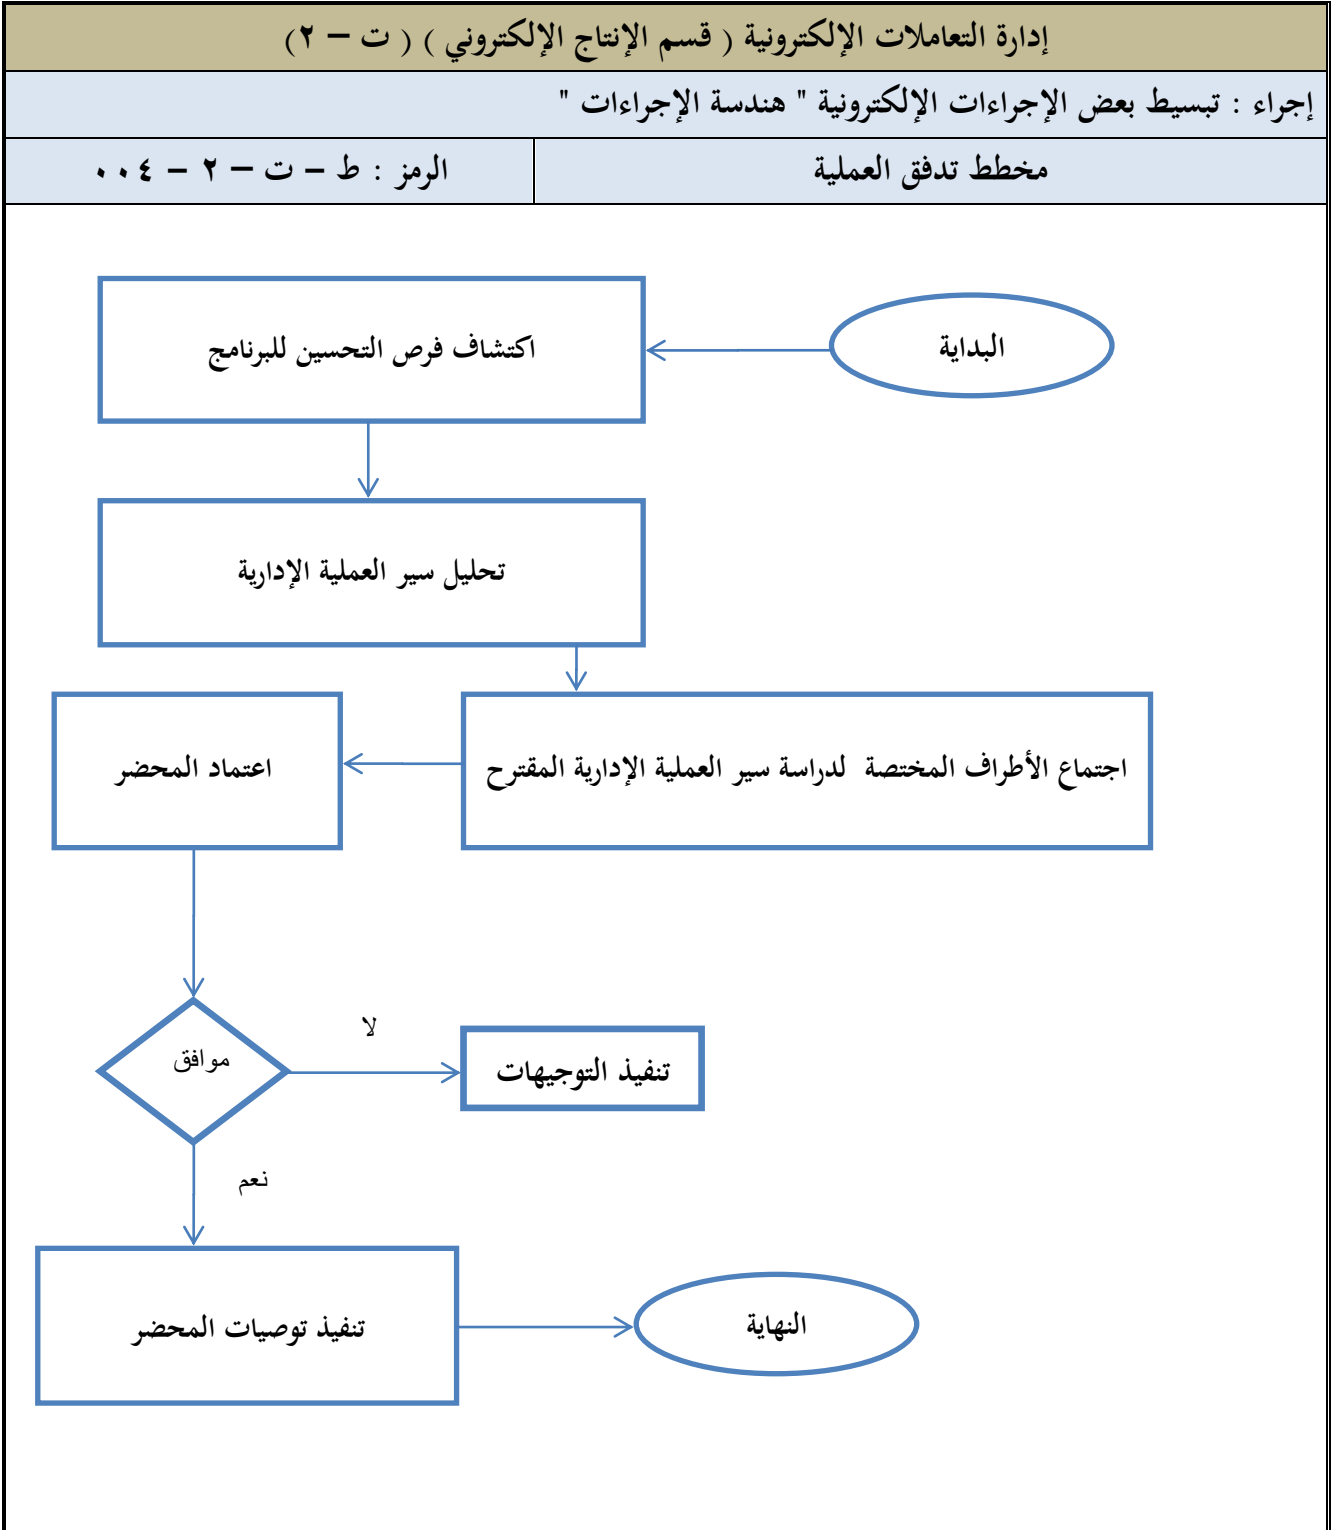 إدارة التعاملات الإلكترونية ( قسم الإنتاج الإلكتروني ) ( ت – ٢)
إجراء : تبسيط بعض الإجراءات الإلكترونية " هندسة الإجراءات "
مخطط تدفق العملية
الرمز : ط – ت – ٢ – ٠٠٤
البداية
اكتشاف فرص التحسين للبرنامج
تحليل سير العملية الإدارية
اجتماع الأطراف المختصة لدراسة سير العملية الإدارية المقترح
اعتماد المحضر
موافق
لا
تنفيذ التوجيهات
نعم
تنفيذ توصيات المحضر
النهاية